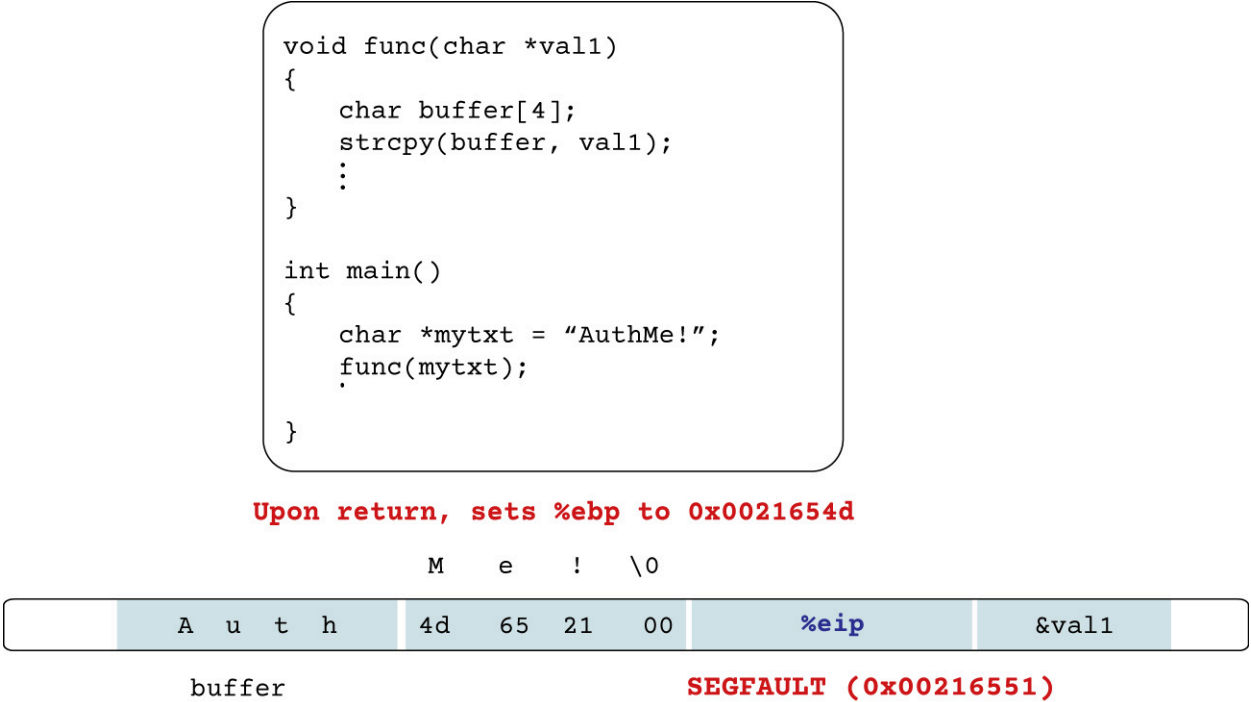 void func(char *val1)
{
char buffer[4];
strcpy(buffer, val1);
⋮
}
int main()
{
char *mytxt = “AuthMe!”;
func(mytxt);
.
}
Upon return, sets %ebp to 0x0021654d
M e ! \0
A u t h 4d 65 21 00 %eip &val1
buffer SEGFAULT (0x00216551)